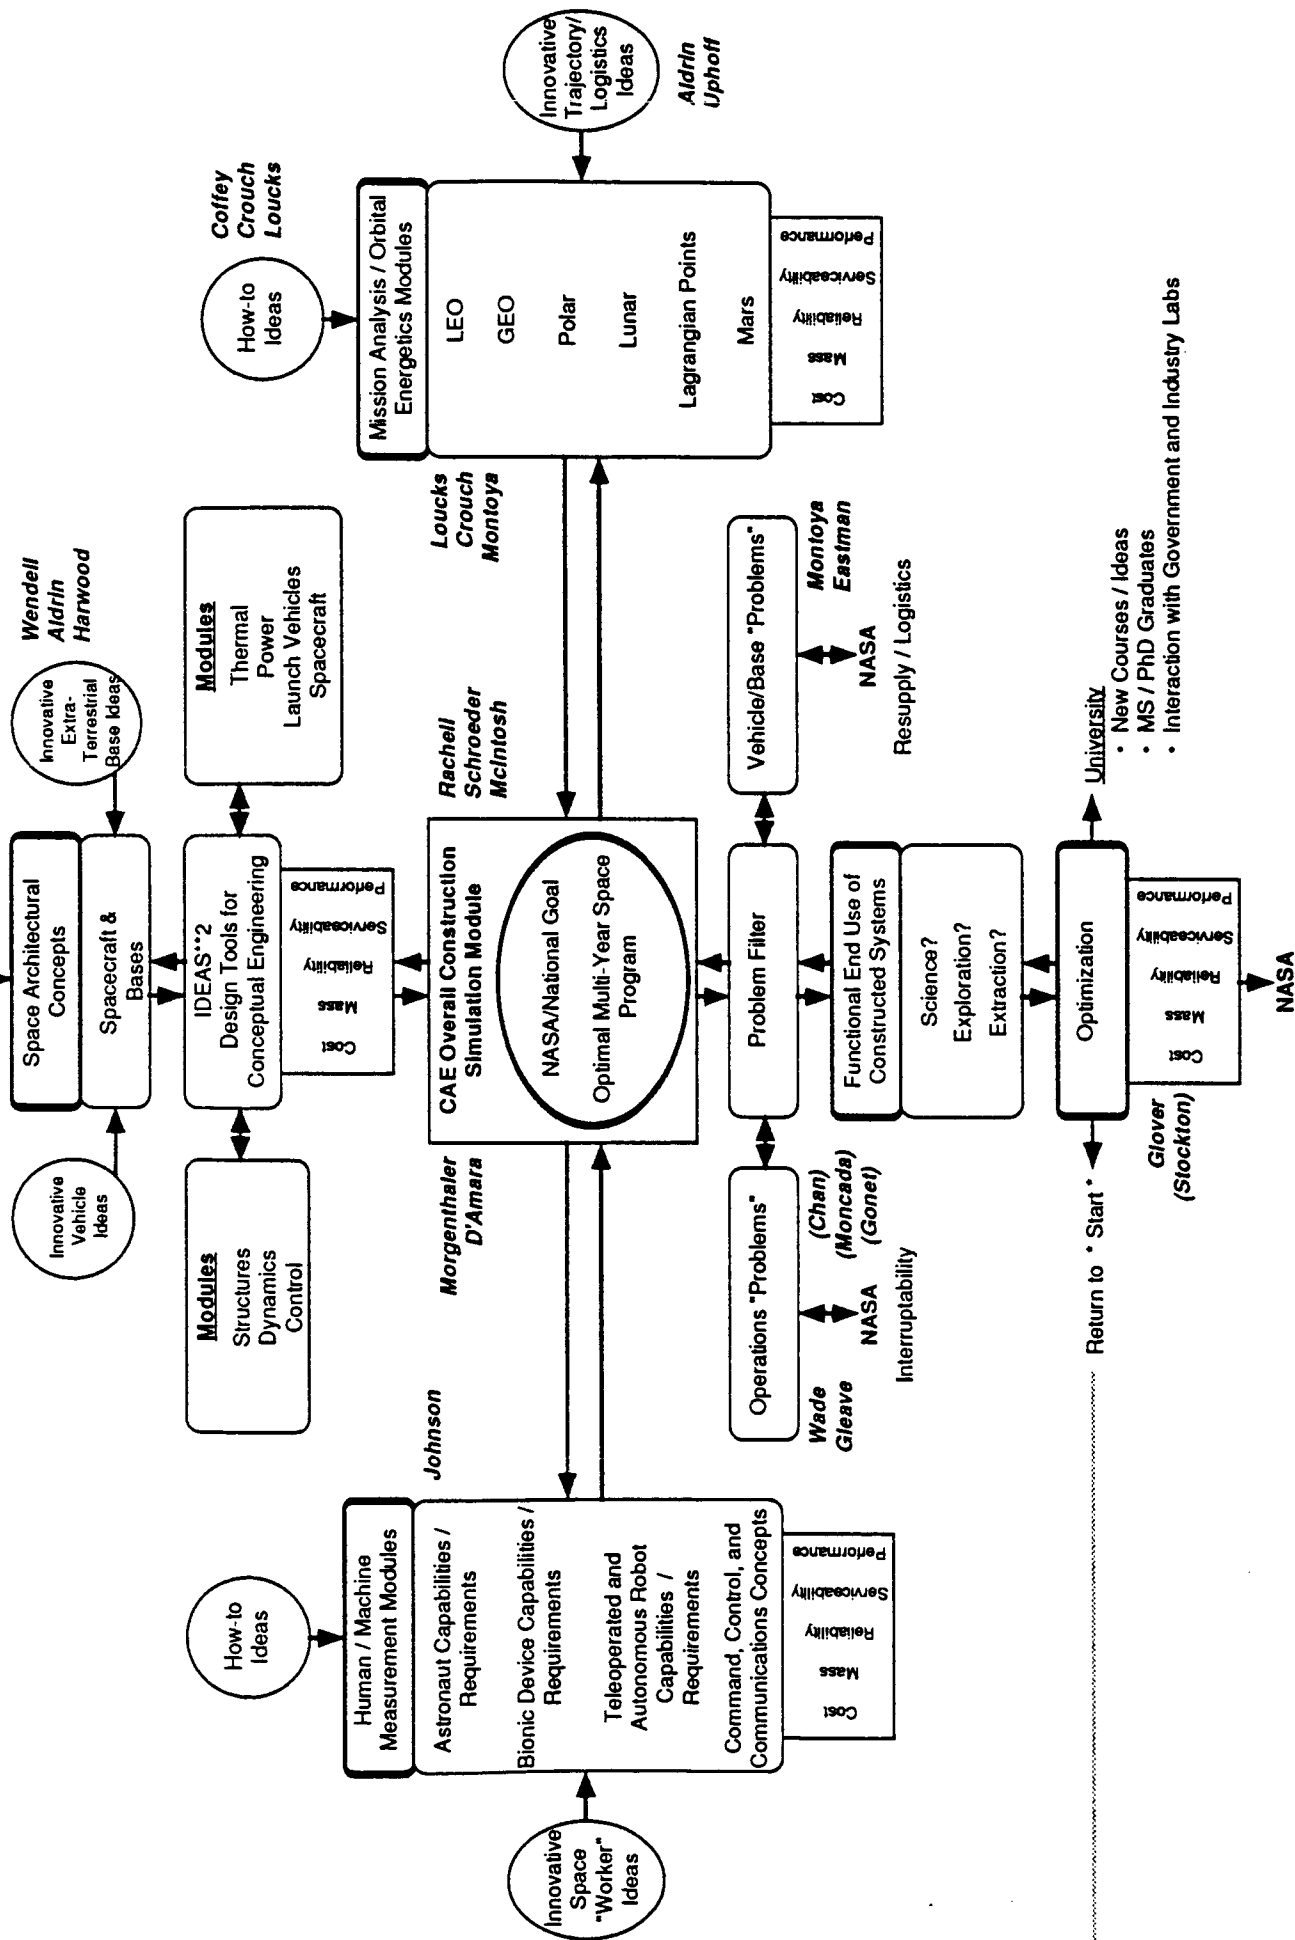 Space Architectural
Concepts
Innovative
Vehicle
Ideas
Spacecraft &
Bases
Innovative
Extra-
Terrestrial
Base Ideas
Wendell
Aldrin
Harwood
Modules
Structures
Dynamics
Control
IDEAS**2
Design Tools for
Conceptual Engineering
Cost
Mass
Reliability
Serviceability
Performance
Modules
Thermal
Power
Launch Vehicles
Spacecraft
How-to
Ideas
Human / Machine
Measurement Modules
Astronaut Capabilities /
Requirements
Bionic Device Capabilities /
Requirements
Teleoperated and
Autonomous Robot
Capabilities /
Requirements
Command, Control, and
Communications Concepts
Cost
Mass
Reliability
Serviceability
Performance
Innovative
Space
"Worker"
Ideas
Johnson
Morgenthaler
D'Amara
CAE Overall Construction
Simulation Module
NASA/National Goal
Optimal Multi-Year Space
Program
Rachell
Schroeder
McIntosh
Loucks
Crouch
Montoya
How-to
Ideas
Coffey
Crouch
Loucks
Mission Analysis / Orbital
Energetics Modules
LEO
GEO
Polar
Lunar
Lagrangian Points
Mars
Cost
Mass
Reliability
Serviceability
Performance
Innovative
Trajectory/
Logistics
Ideas
Aldrin
Uphoff
Operations "Problems"
Wade
Gleave
NASA
Interruptability
(Chan)
(Moncada)
(Gonet)
Problem Filter
Vehicle/Base "Problems"
Montoya
Eastman
NASA
Resupply / Logistics
Functional End Use of
Constructed Systems
Science?
Exploration?
Extraction?
Return to * Start *
Optimization
Glover
(Stockton)
Cost
Mass
Reliability
Serviceability
Performance
NASA
University
• New Courses / Ideas
• MS / PhD Graduates
• Interaction with Government and Industry Labs